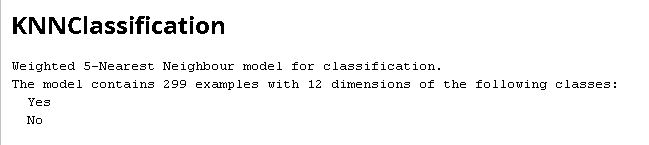 KNNClassification
Weighted 5-Nearest Neighbour model for classification.
The model contains 299 examples with 12 dimensions of the following classes:
Yes
No